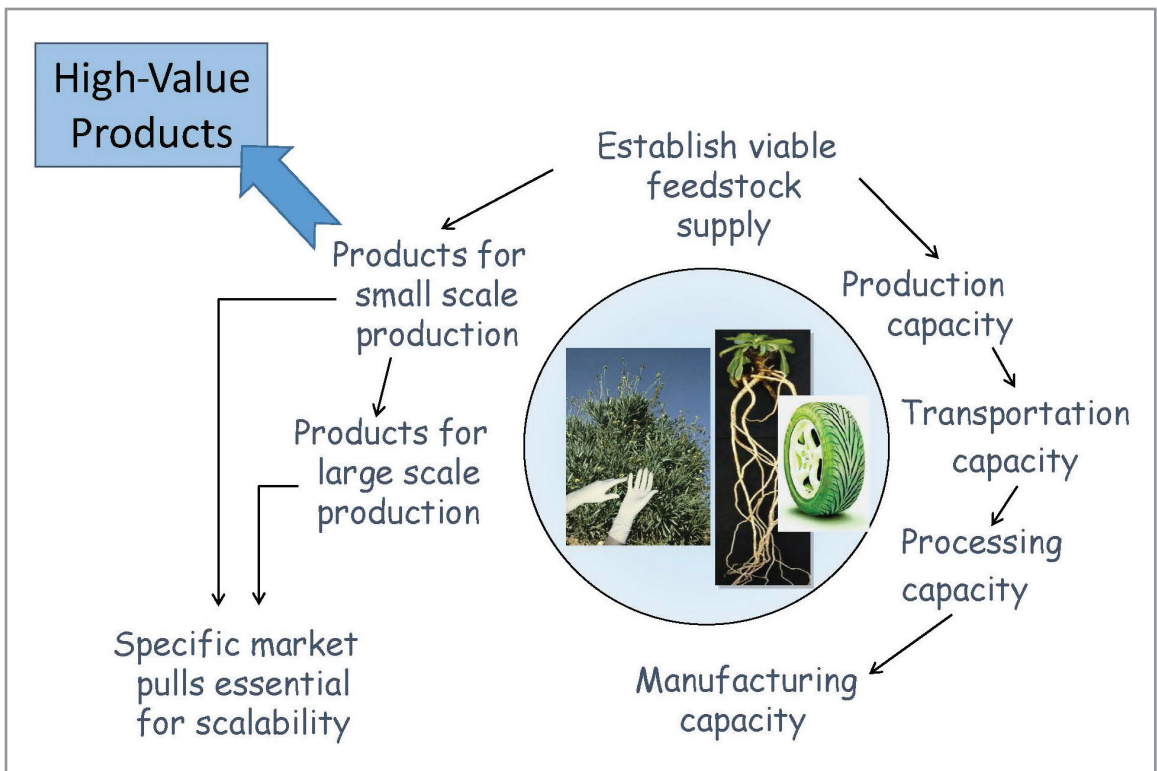 High-Value
Products
Establish viable
feedstock
supply
Products for
small scale
production
Production
capacity
Products for
large scale
production
Transportation
capacity
Processing
capacity
Specific market
pulls essential
for scalability
Manufacturing
capacity